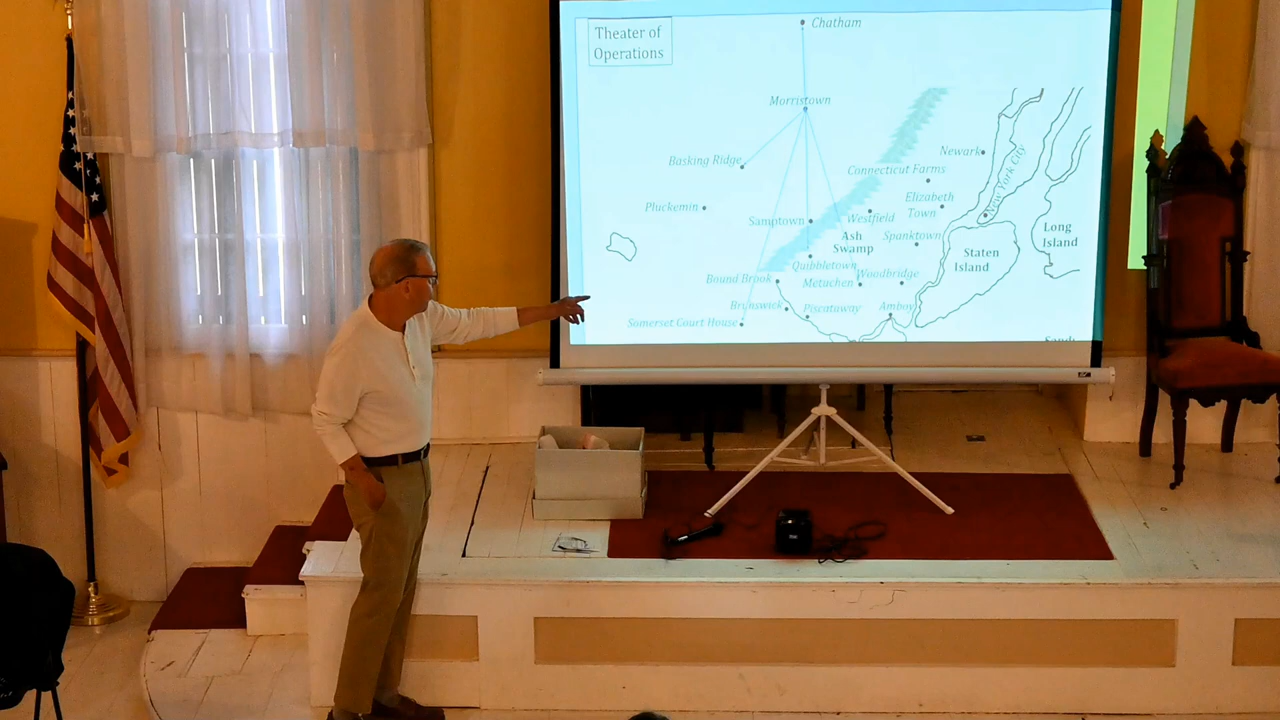 Theater of
Operations
Chatham
Morristown
Newark
Basking Ridge
Connecticut Farms
New York City
Elizabeth
Town
Pluckemin
Samptown
Westfield
Ash
Swamp
Spanktown
Long
Island
Staten
Island
Quibbletown
Bound Brook
Metuchen
Woodbridge
Brunswick
Piscataway
Amboy
Somerset Court House